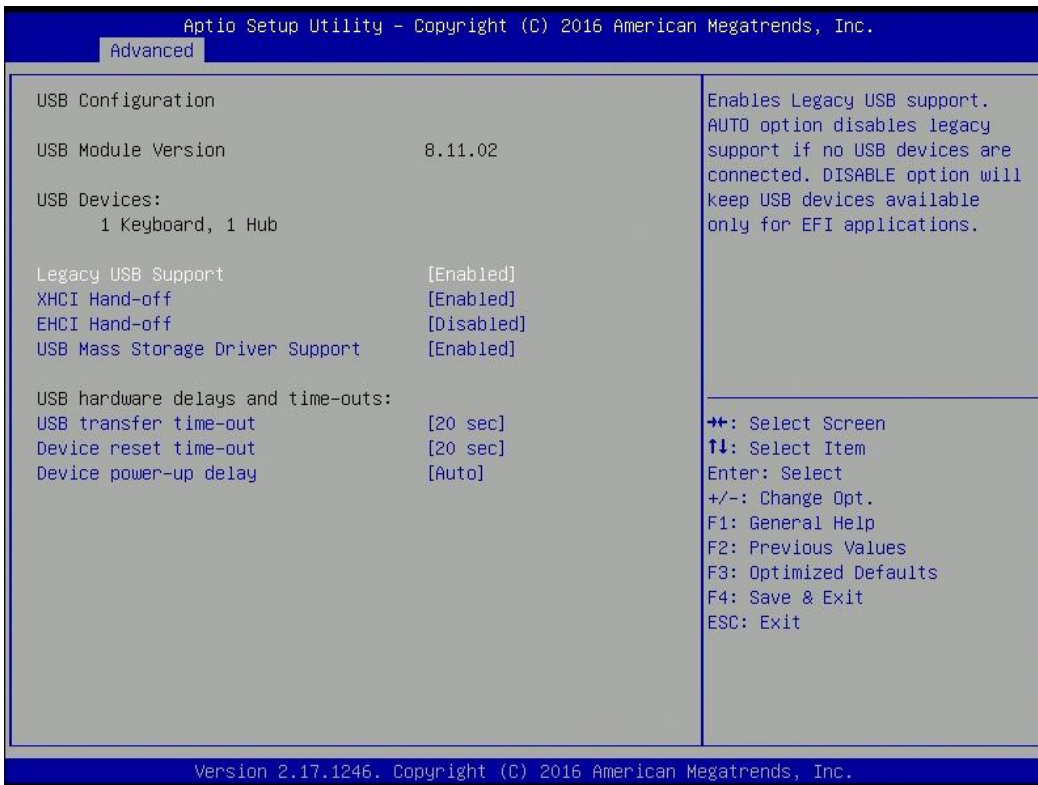 Aptio Setup Utility – Copyright (C) 2016 American Megatrends, Inc.
Advanced
USB Configuration
USB Module Version 8.11.02
USB Devices:
1 Keyboard, 1 Hub
Legacy USB Support [Enabled]
XHCI Hand-off [Enabled]
EHCI Hand-off [Disabled]
USB Mass Storage Driver Support [Enabled]
USB hardware delays and time-outs:
USB transfer time-out [20 sec]
Device reset time-out [20 sec]
Device power-up delay [Auto]
Enables Legacy USB support.
AUTO option disables legacy
support if no USB devices are
connected. DISABLE option will
keep USB devices available
only for EFI applications.
→←: Select Screen
↑↓: Select Item
Enter: Select
+/-: Change Opt.
F1: General Help
F2: Previous Values
F3: Optimized Defaults
F4: Save & Exit
ESC: Exit
Version 2.17.1246. Copyright (C) 2016 American Megatrends, Inc.